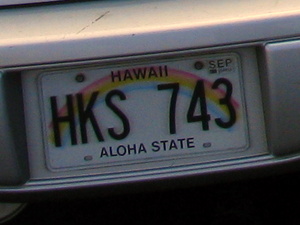 HAWAII
SEP
HKS 743
ALOHA STATE